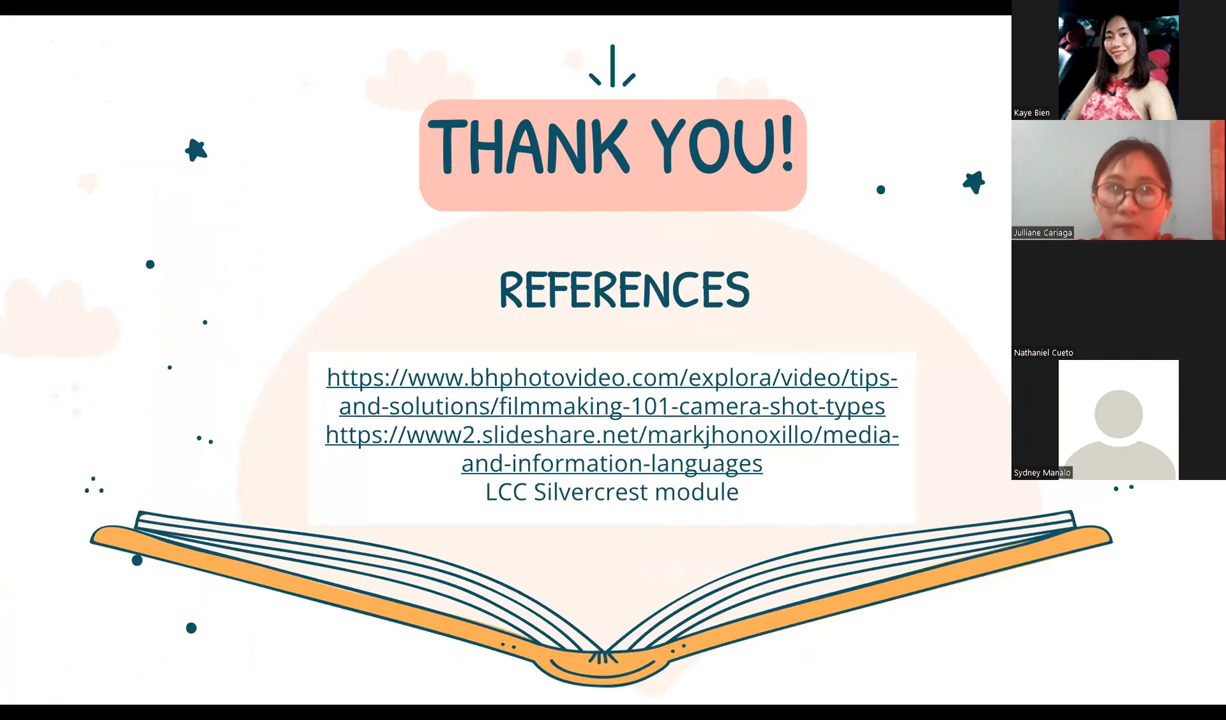 THANK YOU!
REFERENCES
https://www.bhphotovideo.com/explora/video/tips-
and-solutions/filmmaking-101-camera-shot-types
https://www2.slideshare.net/markjhonoxillo/media-
and-information-languages
LCC Silvercrest module
Kaye Bien
Julliane Cariaga
Nathaniel Cueto
Sydney Manalo